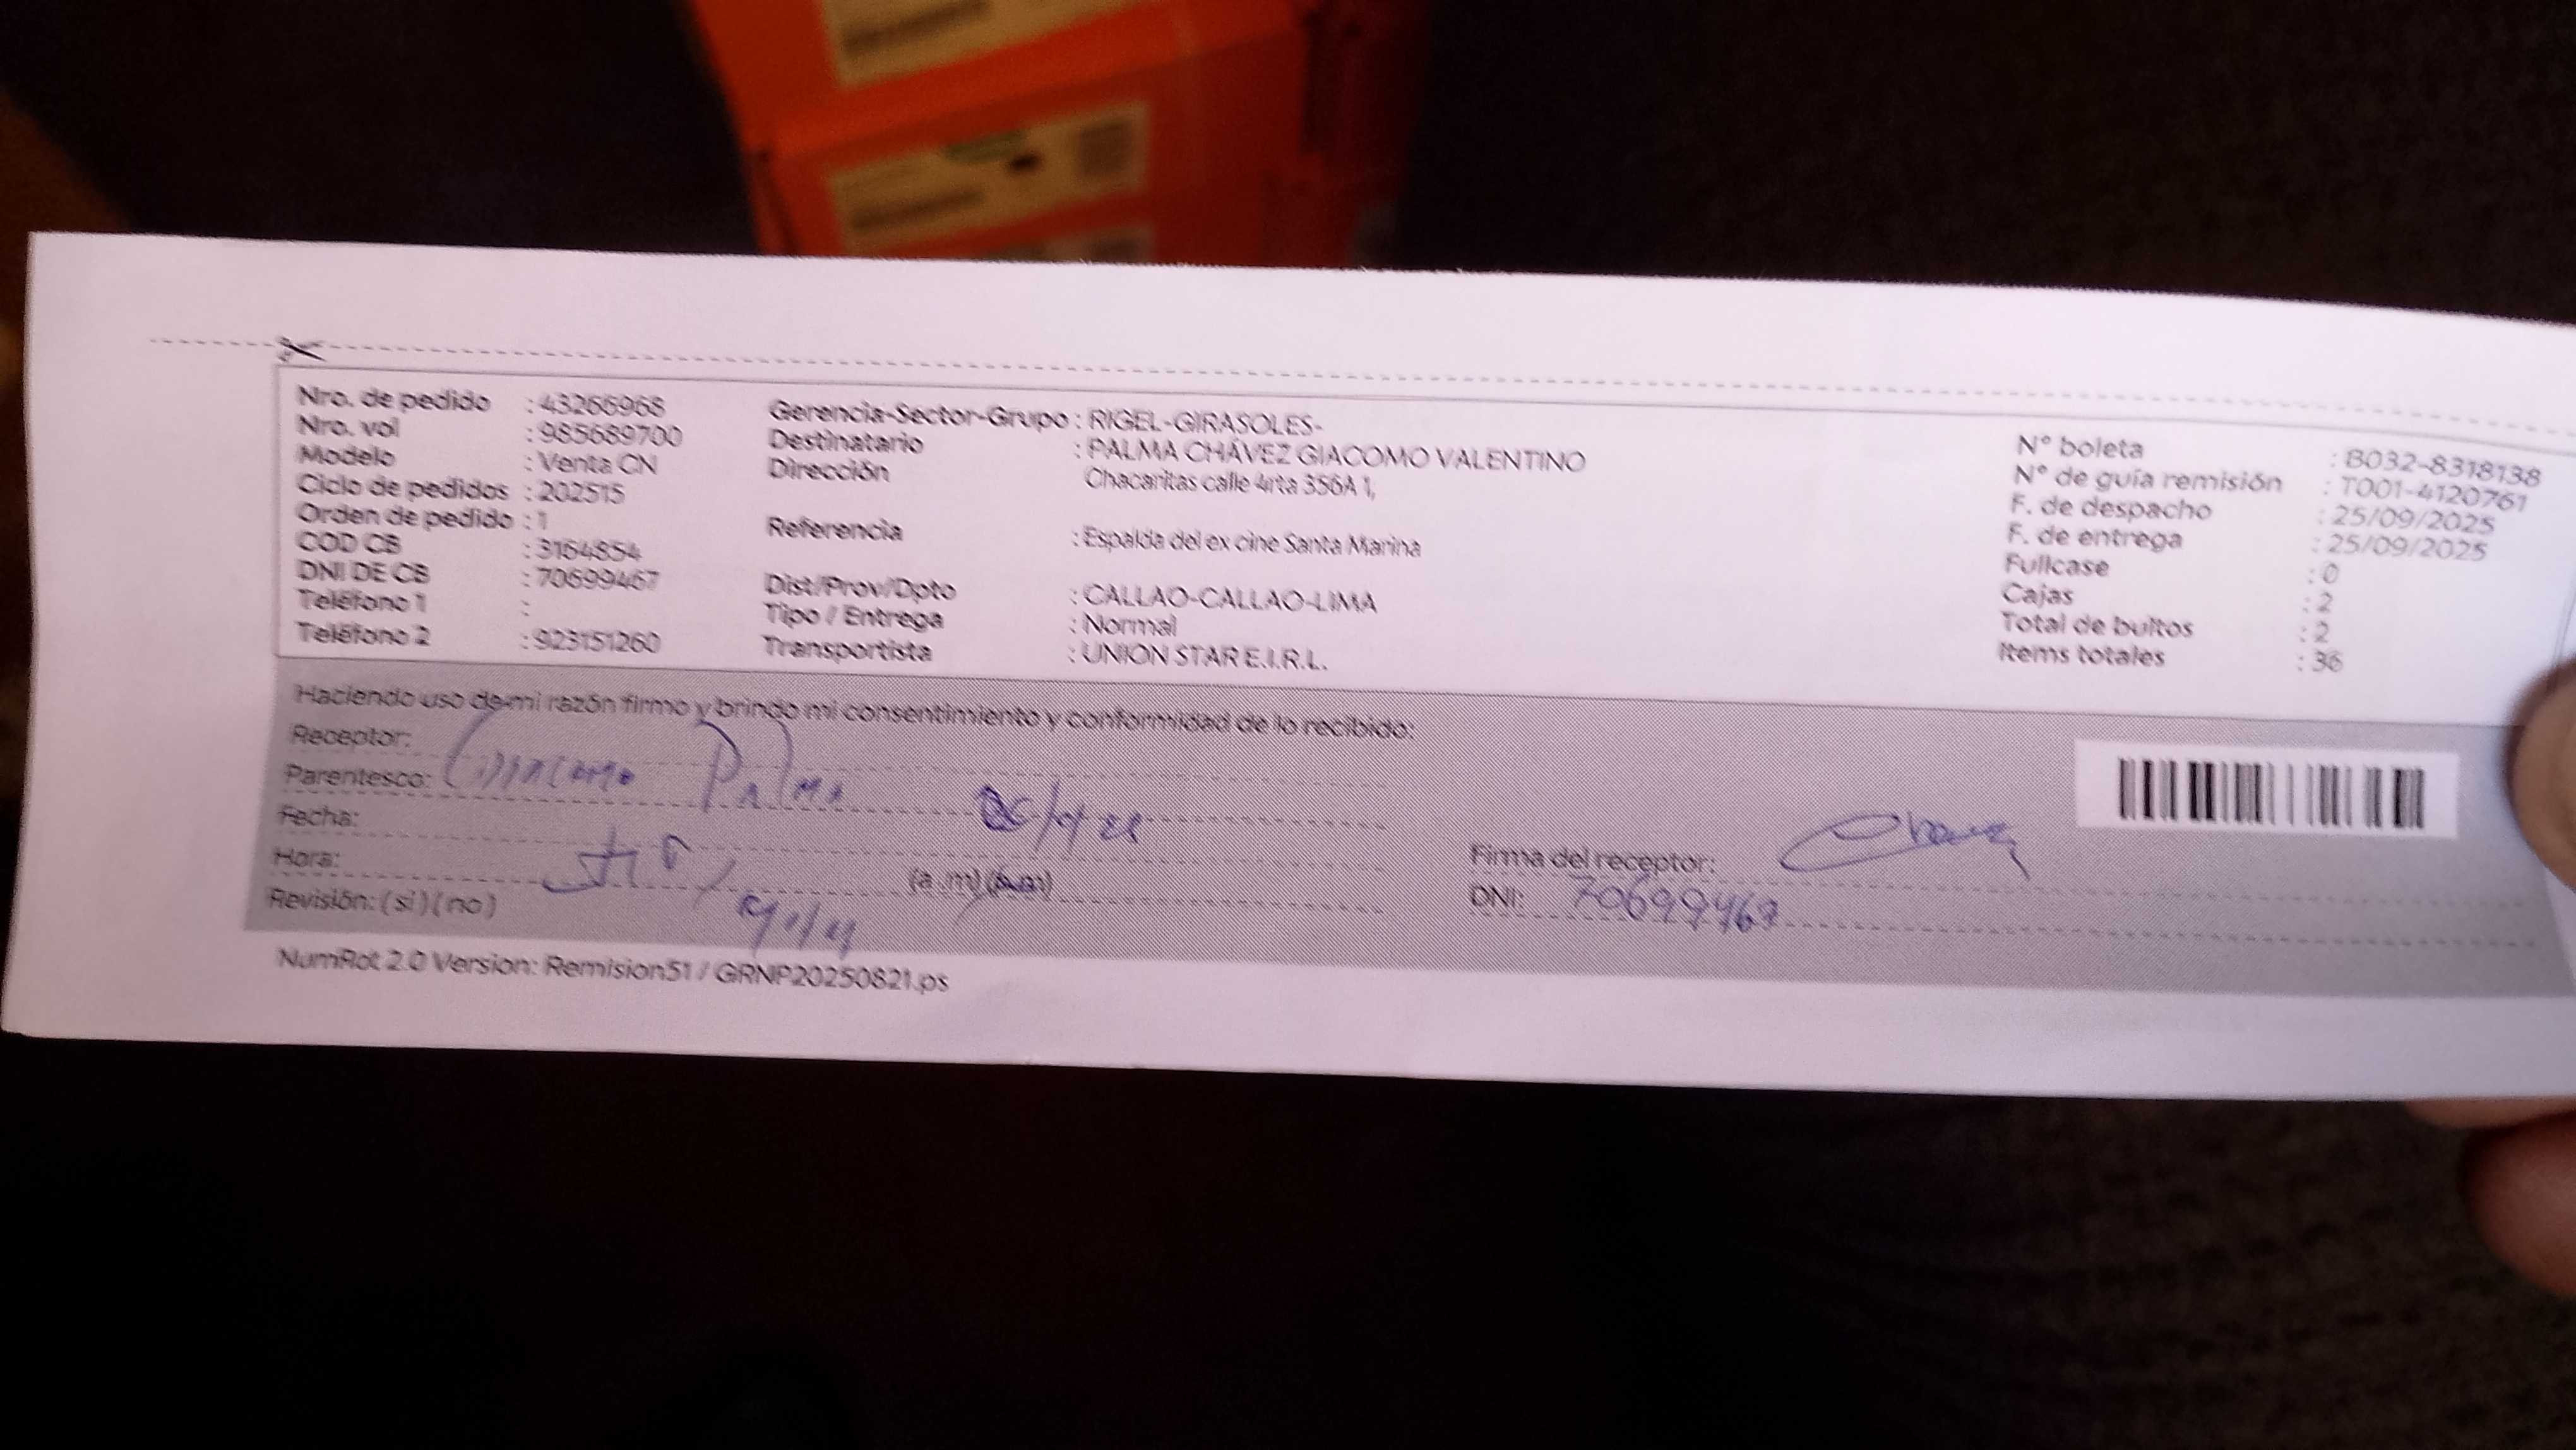 Nro. de pedido : 43266968
Nro. vol : 985689700
Modelo : Venta CN
Ciclo de pedidos : 202515
Orden de pedido : 1
COD CB : 3164854
DNI DE CB : 70699467
Teléfono 1 :
Teléfono 2 : 923151260
Gerencia-Sector-Grupo : RIGEL-GIRASOLES-
Destinatario : PALMA CHÁVEZ GIACOMO VALENTINO
Dirección Chacaritas calle 4rta 356A 1,
Referencia : Espalda del ex cine Santa Marina
Dist/Prov/Dpto : CALLAO-CALLAO-LIMA
Tipo / Entrega : Normal
Transportista : UNION STAR E.I.R.L.
N° boleta : B032-8318138
N° de guía remisión : T001-4120761
F. de despacho : 25/09/2025
F. de entrega : 25/09/2025
Fullcase : 0
Cajas : 2
Total de bultos : 2
Items totales : 36
Haciendo uso de mi razón firmo y brindo mi consentimiento y conformidad de lo recibido:
Receptor: Giacomo Palma
Parentesco:
Fecha:
Hora: (a.m) (p.m)
Revisión: (si) (no)
Firma del receptor:
DNI: 70699467
NumRot 2.0 Version: Remision51 / GRNP20250821.ps